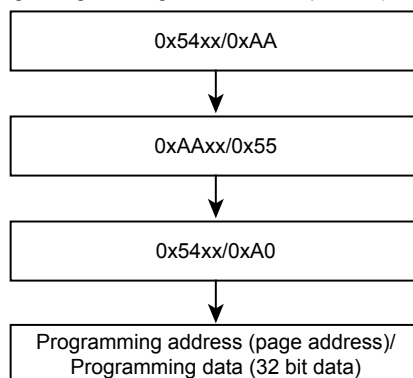 0x54xx/0xAA
0xAAxx/0x55
0x54xx/0xA0
Programming address (page address)/
Programming data (32 bit data)